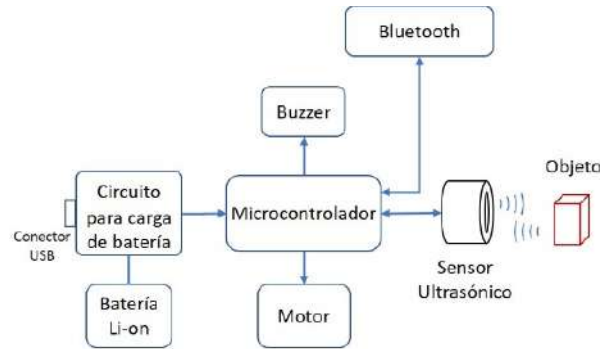 Bluetooth
Buzzer
Objeto
Circuito
para carga
de batería
Microcontrolador
Conector
USB
Sensor
Ultrasónico
Batería
Li-on
Motor